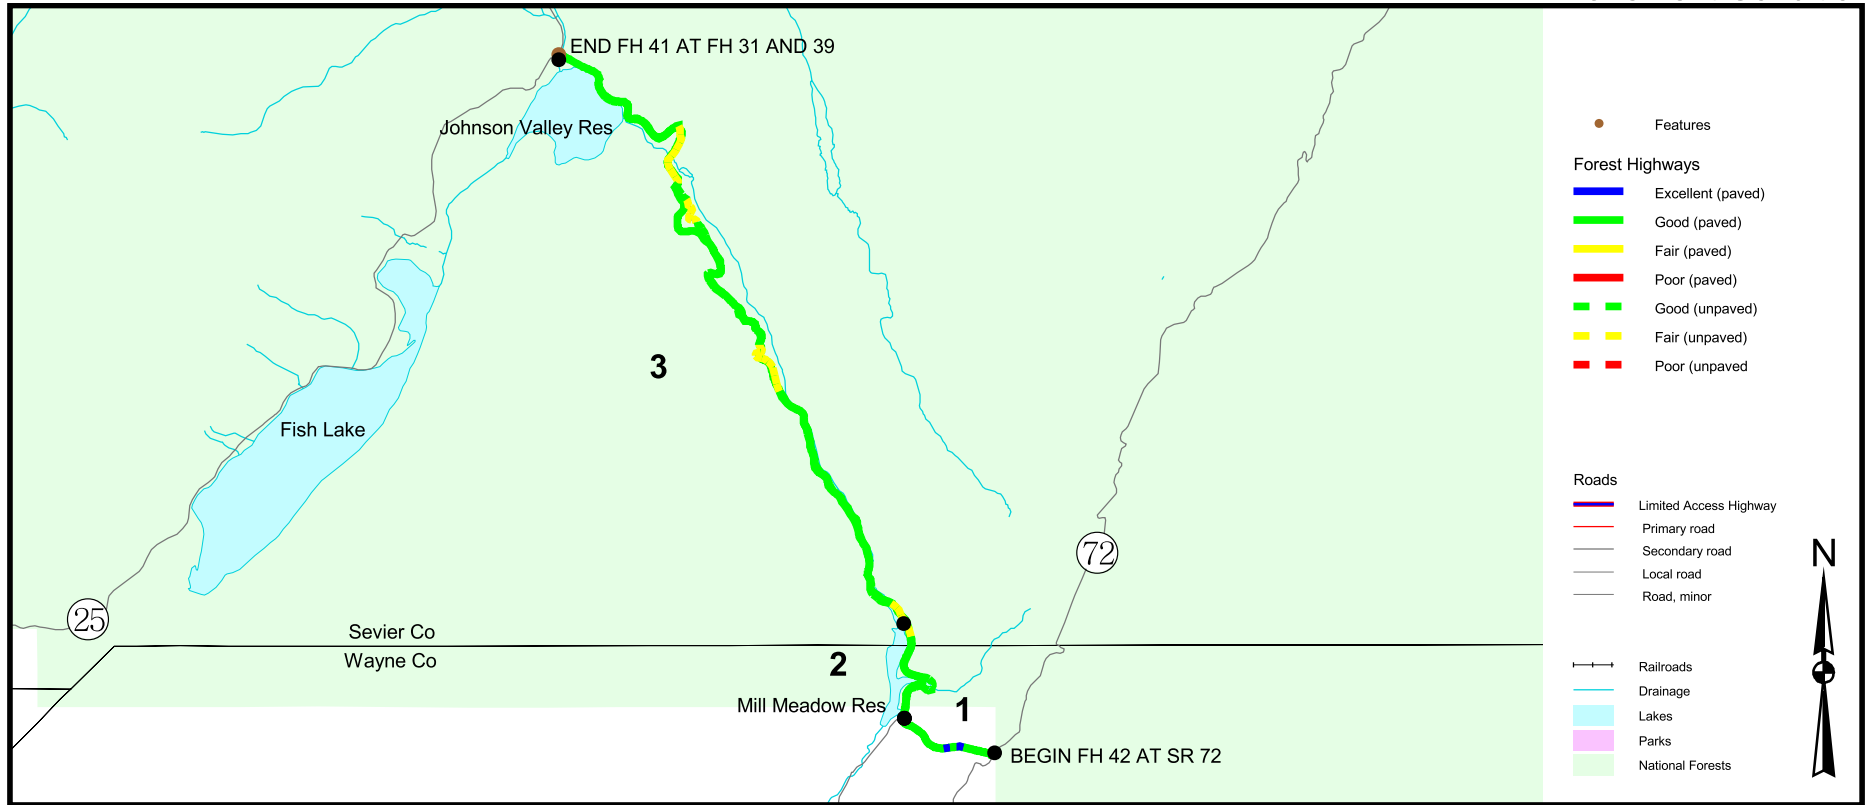 END FH 41 AT FH 31 AND 39
Johnson Valley Res
3
Fish Lake
72
25
Sevier Co
Wayne Co
2
Mill Meadow Res
1
BEGIN FH 42 AT SR 72
Features
Forest Highways
Excellent (paved)
Good (paved)
Fair (paved)
Poor (paved)
Good (unpaved)
Fair (unpaved)
Poor (unpaved
Roads
Limited Access Highway
Primary road
Secondary road
Local road
Road, minor
N
Railroads
Drainage
Lakes
Parks
National Forests